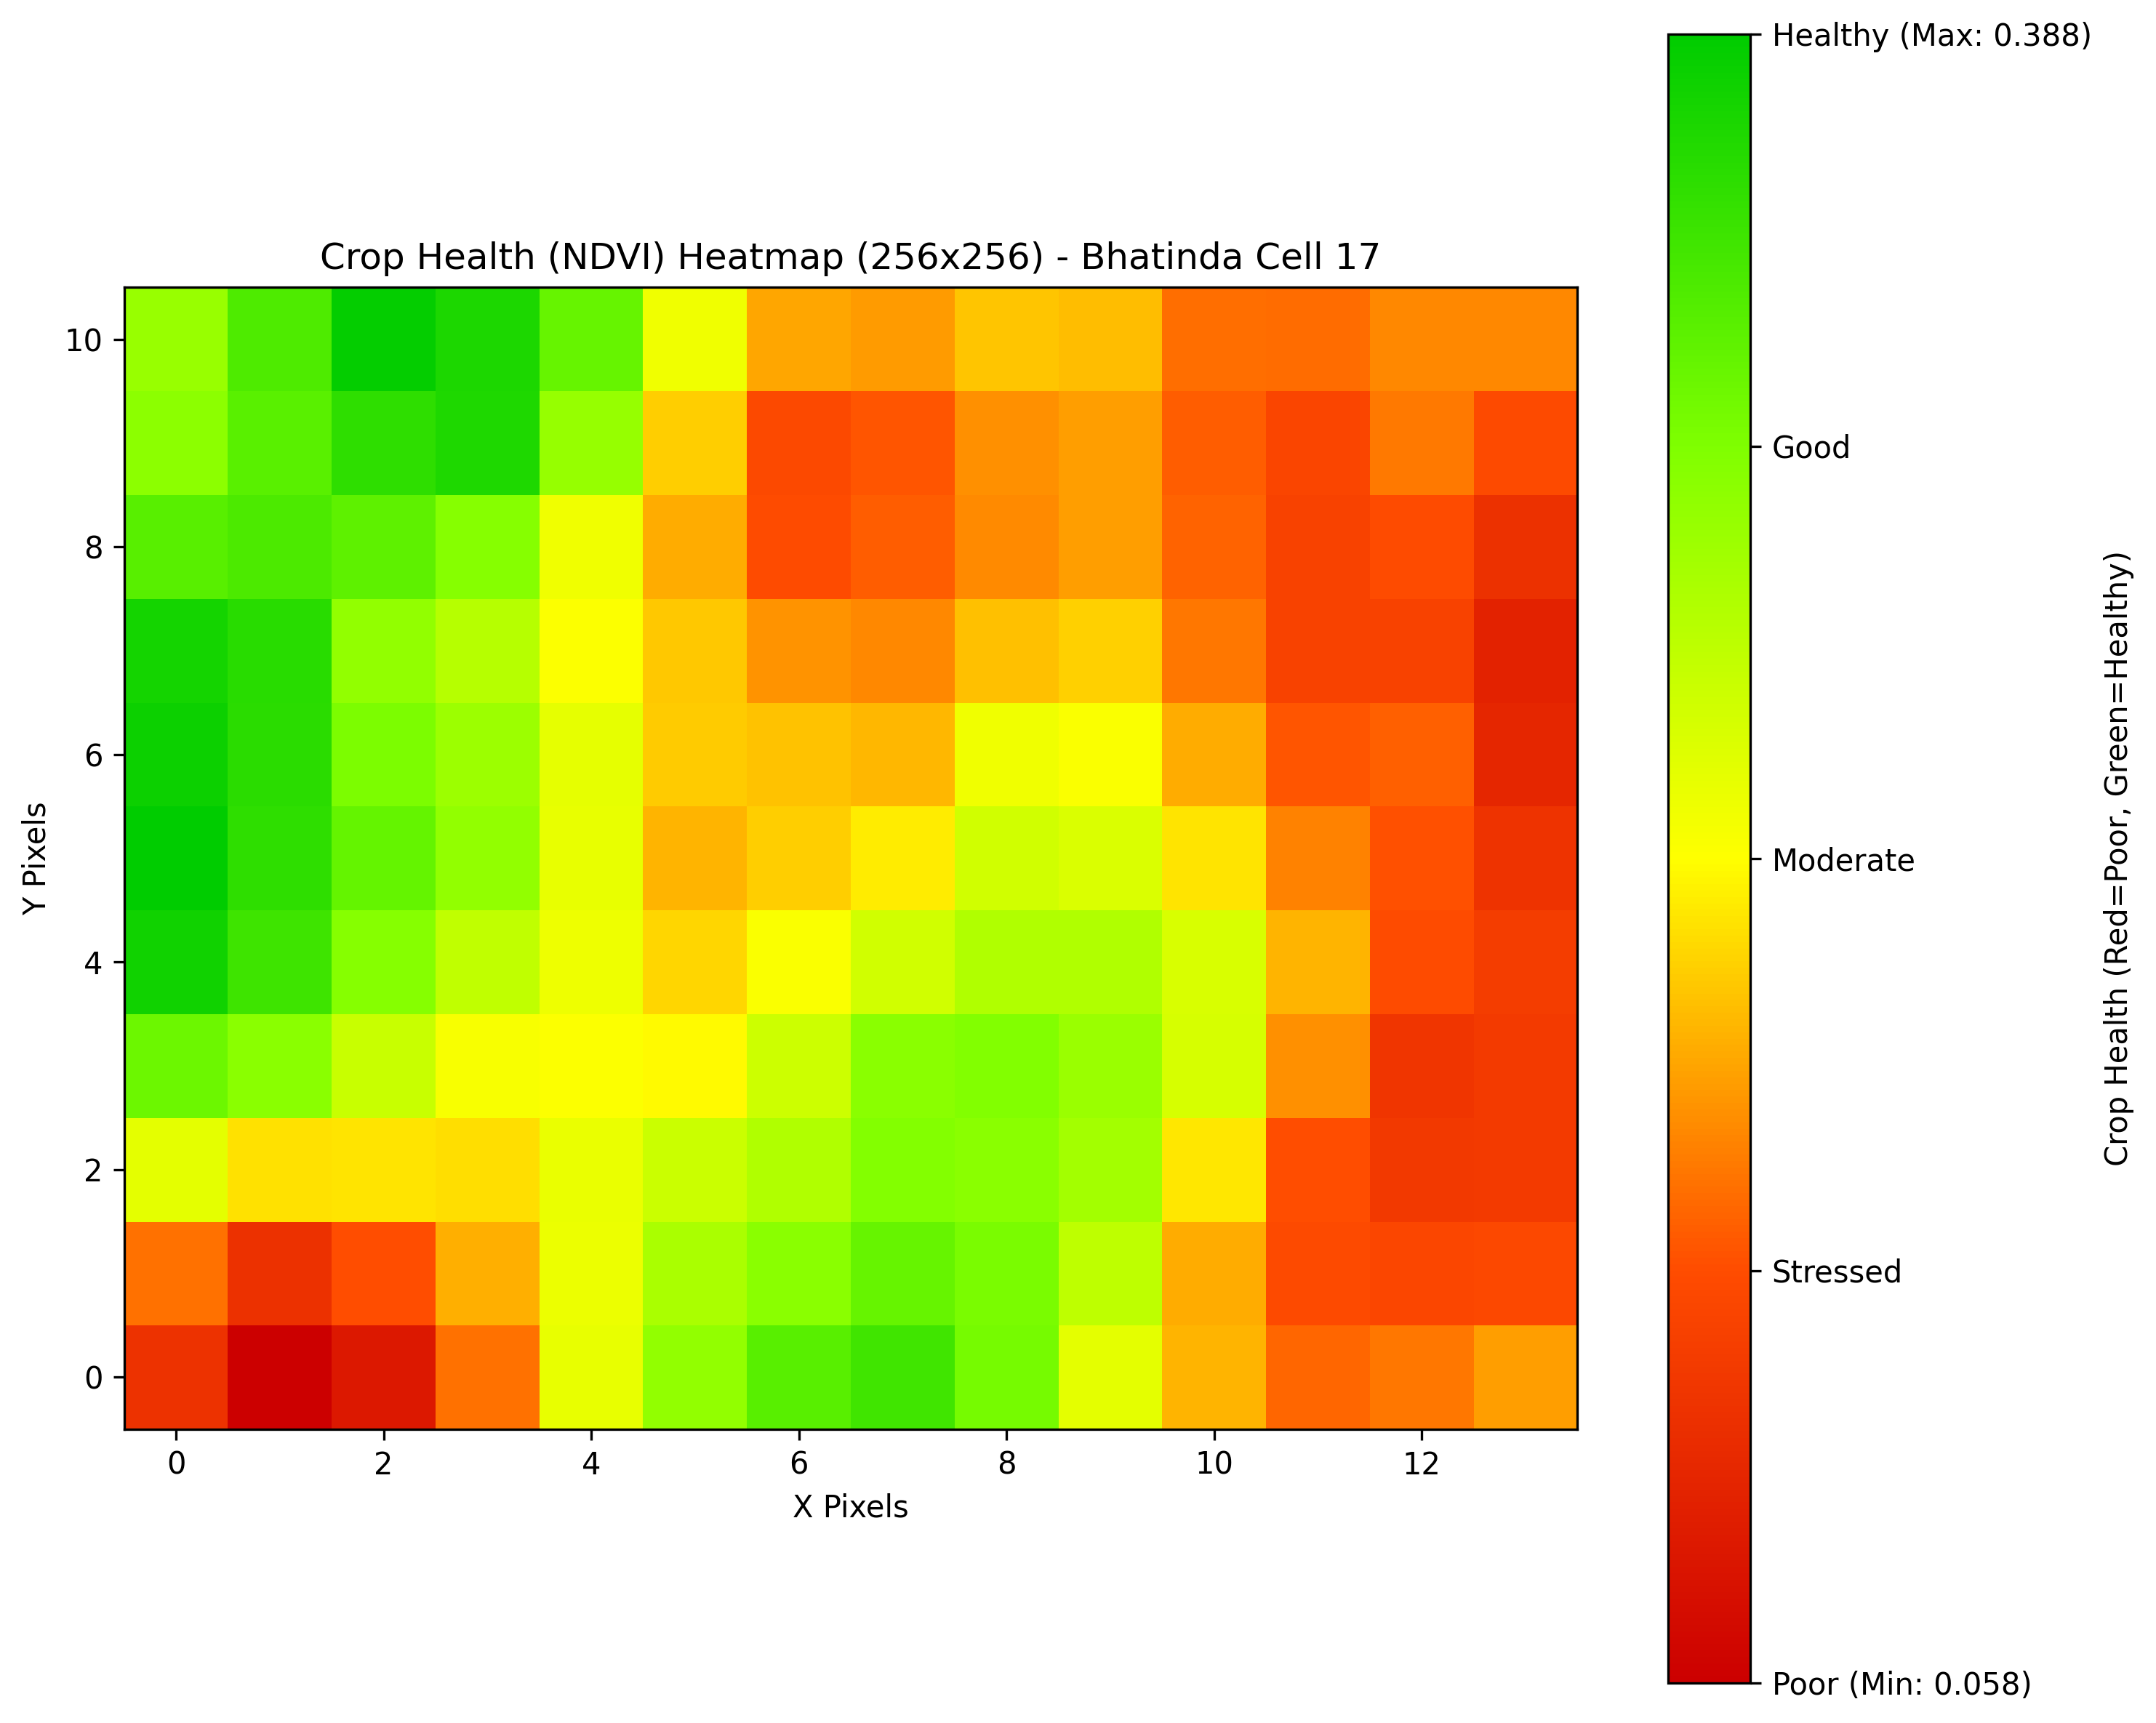 Crop Health (NDVI) Heatmap (256x256) - Bhatinda Cell 17
Y Pixels
10
8
6
4
2
0
0 2 4 6 8 10 12
X Pixels
Healthy (Max: 0.388)
Good
Moderate
Stressed
Poor (Min: 0.058)
Crop Health (Red=Poor, Green=Healthy)